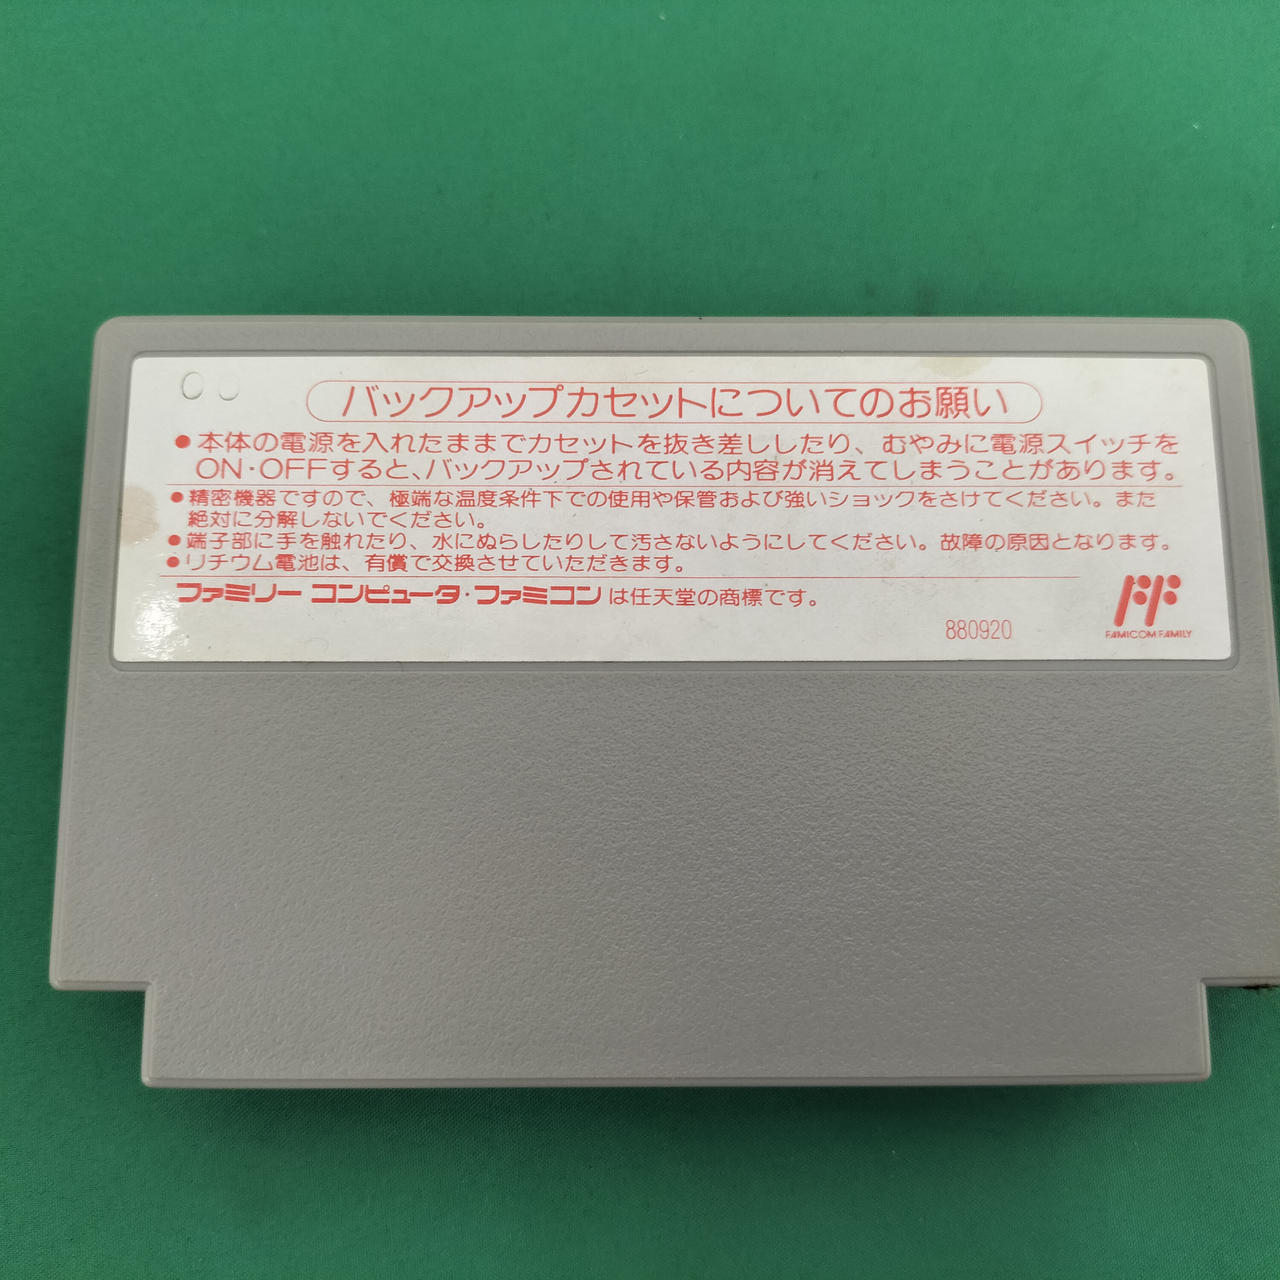 00
バックアップカセットについてのお願い
●本体の電源を入れたままでカセットを抜き差ししたり、むやみに電源スイッチを
ON・OFFすると、バックアップされている内容が消えてしまうことがあります。
●精密機器ですので、極端な温度条件下での使用や保管および強いショックをさけてください。また
絶対に分解しないでください。
●端子部に手を触れたり、水にぬらしたりして汚さないようにしてください。故障の原因となります。
●リチウム電池は、有償で交換させていただきます。
ファミリー コンピュータ・ファミコンは任天堂の商標です。
880920
FAMICOM FAMILY